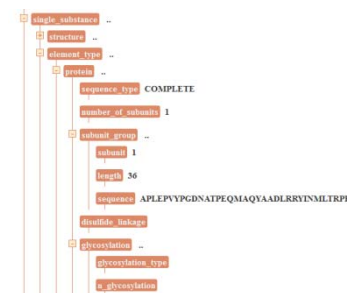 single_substance ..
structure ..
element_type ..
protein ..
sequence_type COMPLETE
number_of_subunits 1
subunit_group ..
subunit 1
length 36
sequence APLEPVYPGDNATPEQMAQYAADLRRYINMLTRP
disulfide_linkage
glycosylation ..
glycosylation_type
n_glycosylation